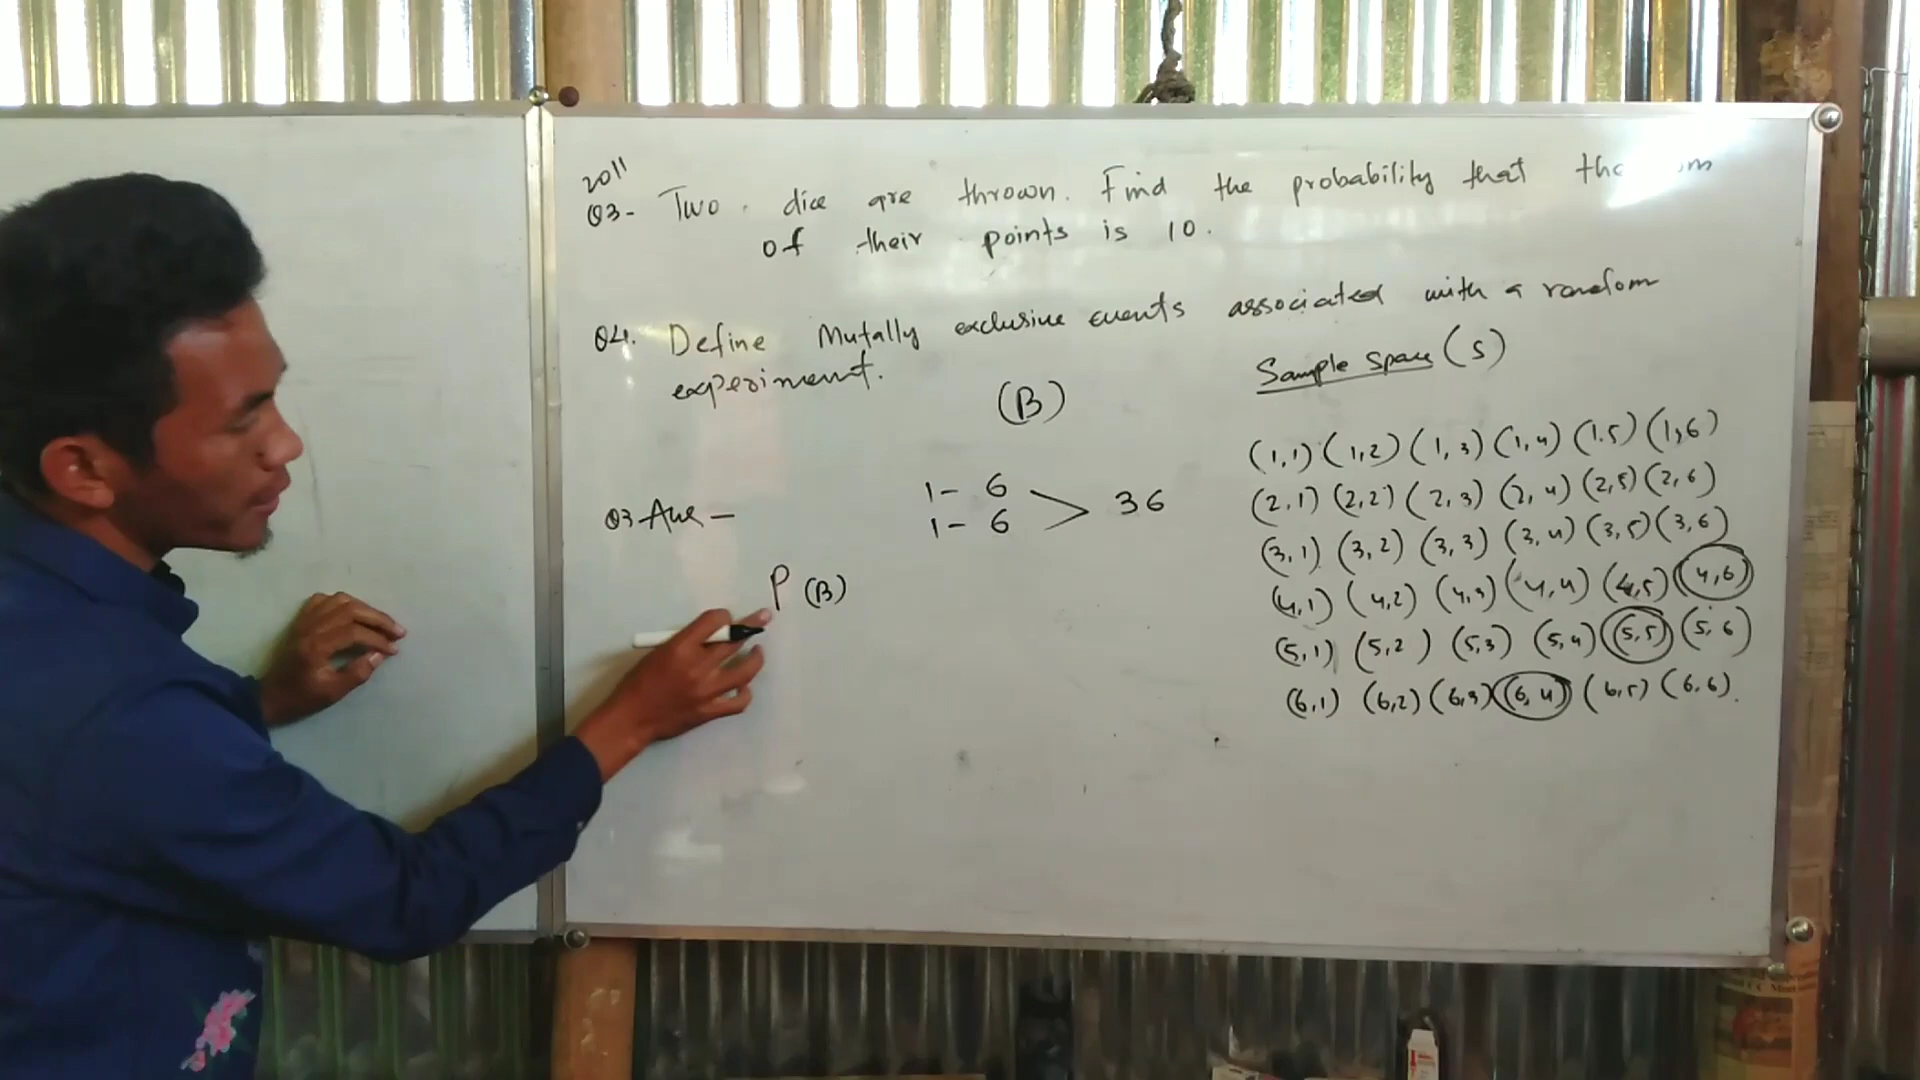 2011
Q3- Two dice are thrown. Find the probability that the
of their points is 10.
Q4. Define Mutally exclusive events associated with a random
experiment.
Sample Space (S)
(B)
(1,1) (1,2) (1,3) (1,4) (1.5) (1,6)
(2,1) (2,2) (2,3) (2,4) (2,5) (2,6)
(3,1) (3,2) (3,3) (3,4) (3,5) (3,6)
(4,1) (4,2) (4,3) (4,4) (4,5) (4,6)
(5,1) (5,2) (5,3) (5,4) (5,5) (5,6)
(6,1) (6,2) (6,3) (6,4) (6,5) (6.6).
1- 6
1- 6 > 36
Q3 Ans -
P (B)